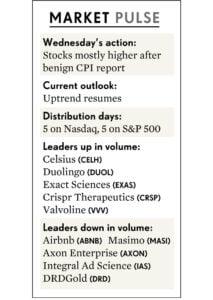 MARKET PULSE
Wednesday's action:
Stocks mostly higher after
benign CPI report
Current outlook:
Uptrend resumes
Distribution days:
5 on Nasdaq, 5 on S&P 500
Leaders up in volume:
Celsius (CELH)
Duolingo (DUOL)
Exact Sciences (EXAS)
Crispr Therapeutics (CRSP)
Valvoline (VVV)
Leaders down in volume:
Airbnb (ABNB) Masimo (MASI)
Axon Enterprise (AXON)
Integral Ad Science (IAS)
DRDGold (DRD)